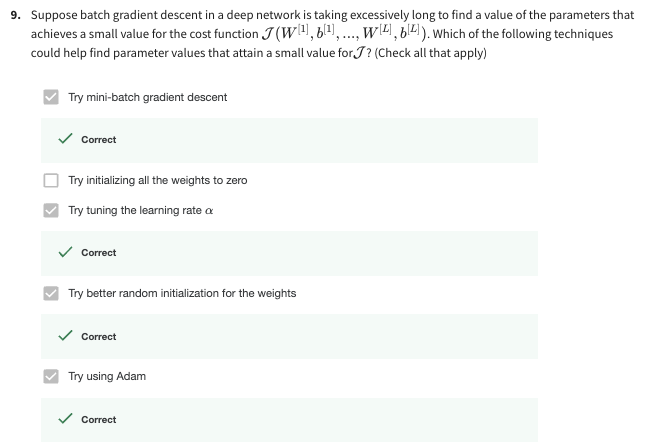 9. Suppose batch gradient descent in a deep network is taking excessively long to find a value of the parameters that
achieves a small value for the cost function 𝒥(W^[1], b^[1], ..., W^[L], b^[L]). Which of the following techniques
could help find parameter values that attain a small value for𝒥? (Check all that apply)
Try mini-batch gradient descent
Correct
Try initializing all the weights to zero
Try tuning the learning rate α
Correct
Try better random initialization for the weights
Correct
Try using Adam
Correct